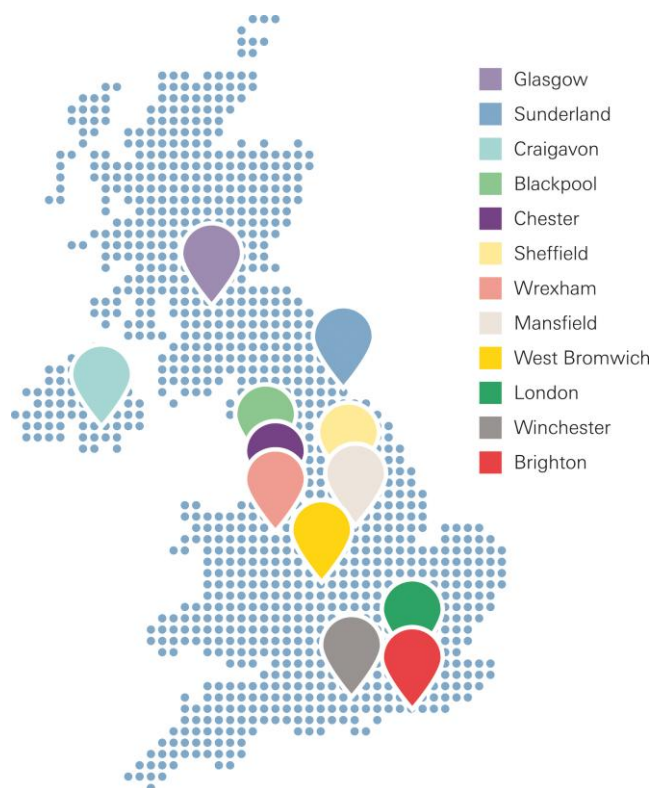 Glasgow
Sunderland
Craigavon
Blackpool
Chester
Sheffield
Wrexham
Mansfield
West Bromwich
London
Winchester
Brighton